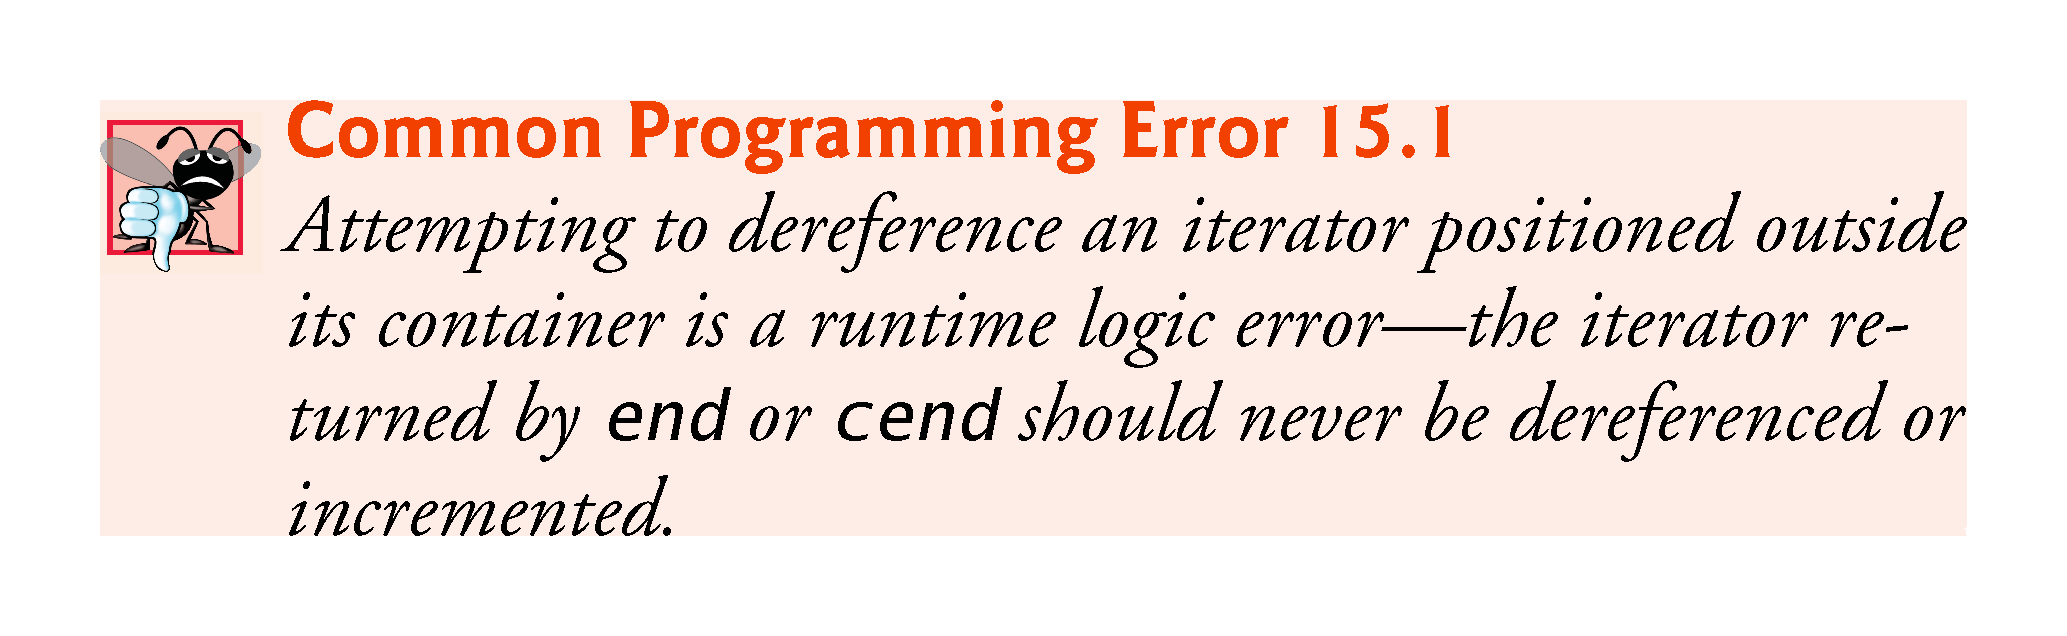 Common Programming Error 15.1
Attempting to dereference an iterator positioned outside
its container is a runtime logic error—the iterator re-
turned by end or cend should never be dereferenced or
incremented.